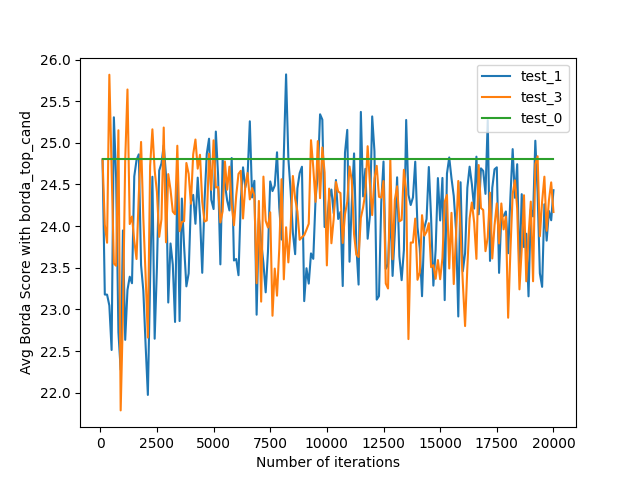 26.0
25.5
25.0
24.5
24.0
23.5
23.0
22.5
22.0
Avg Borda Score with borda_top_cand
test_1
test_3
test_0
0 2500 5000 7500 10000 12500 15000 17500 20000
Number of iterations